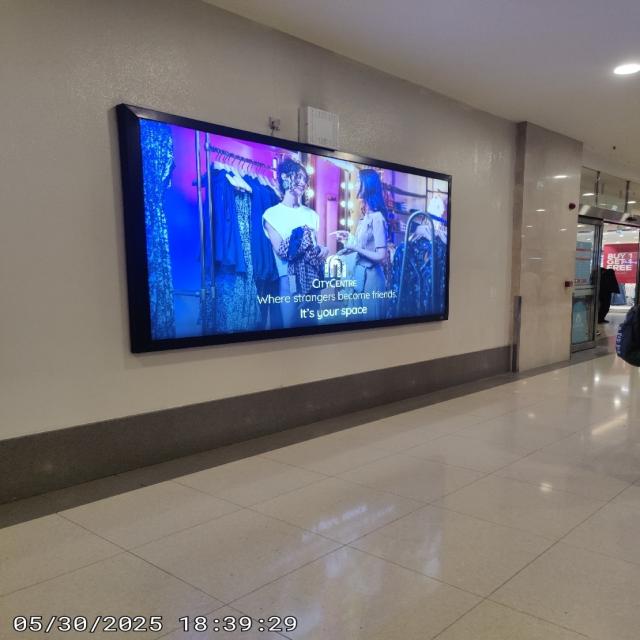 CITYCENTRE
Where strangers become friends.
It's your space
BUY 1
GET 1
FREE
05/30/2025 18:39:29